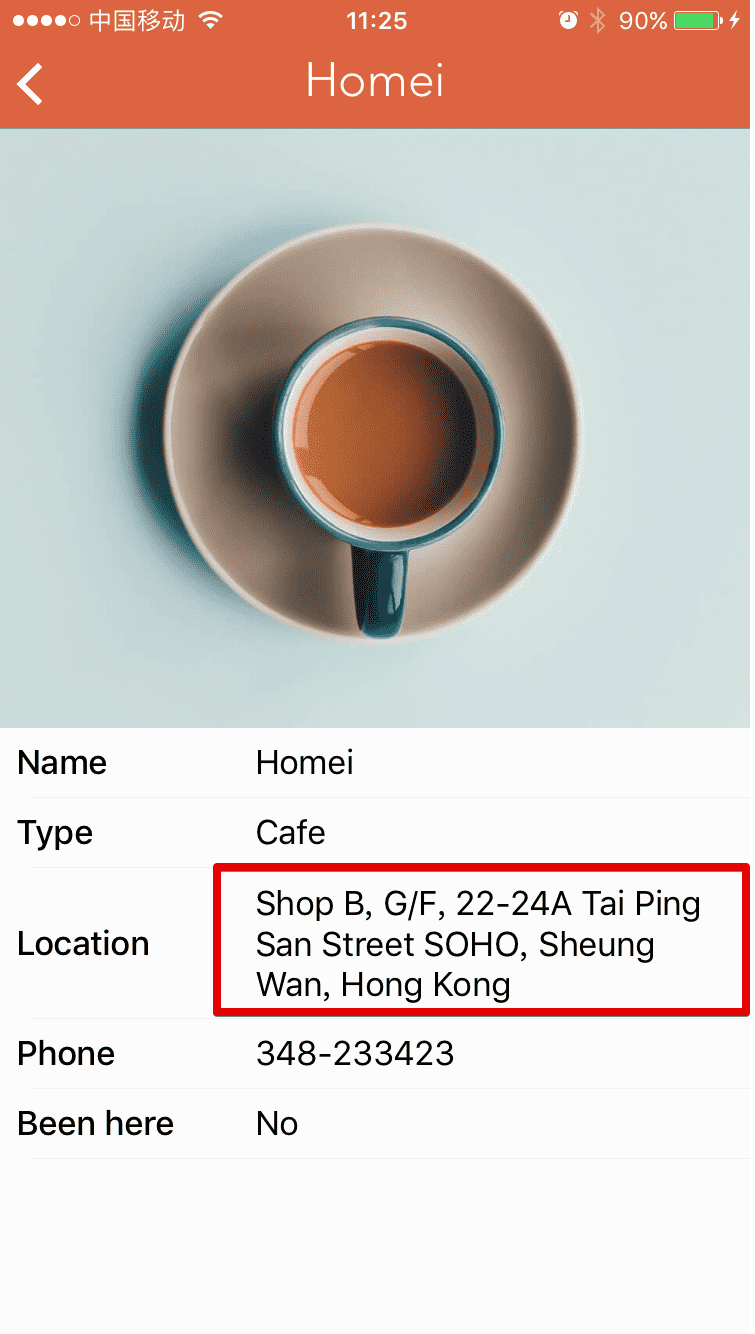 中国移动 11:25 90%
Homei
Name Homei
Type Cafe
Location Shop B, G/F, 22-24A Tai Ping
San Street SOHO, Sheung
Wan, Hong Kong
Phone 348-233423
Been here No